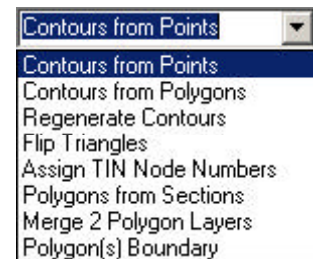 Contours from Points
Contours from Points
Contours from Polygons
Regenerate Contours
Flip Triangles
Assign TIN Node Numbers
Polygons from Sections
Merge 2 Polygon Layers
Polygon(s) Boundary